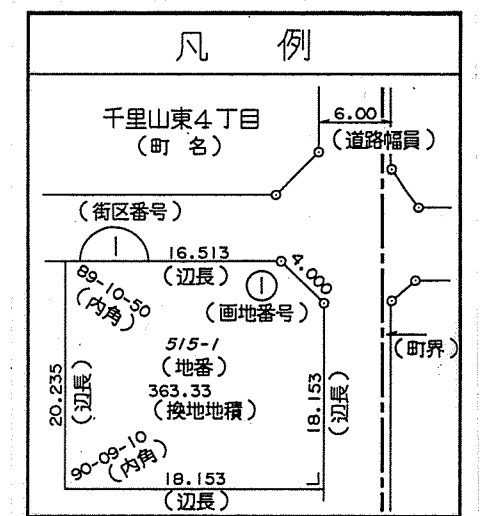 凡 例
千里山東4丁目
(町 名)
6.00
(道路幅員)
(街区番号)
1
16.513
(辺長)
4.000
89-10-50
(内角)
1
(画地番号)
515-1
(地番)
363.33
(換地地積)
20.235
(辺長)
18.153
(辺長)
(町界)
90-09-10
(内角)
18.153
(辺長)